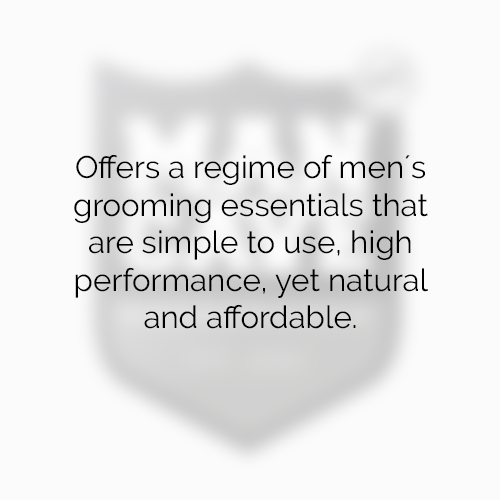 Offers a regime of men´s
grooming essentials that
are simple to use, high
performance, yet natural
and affordable.